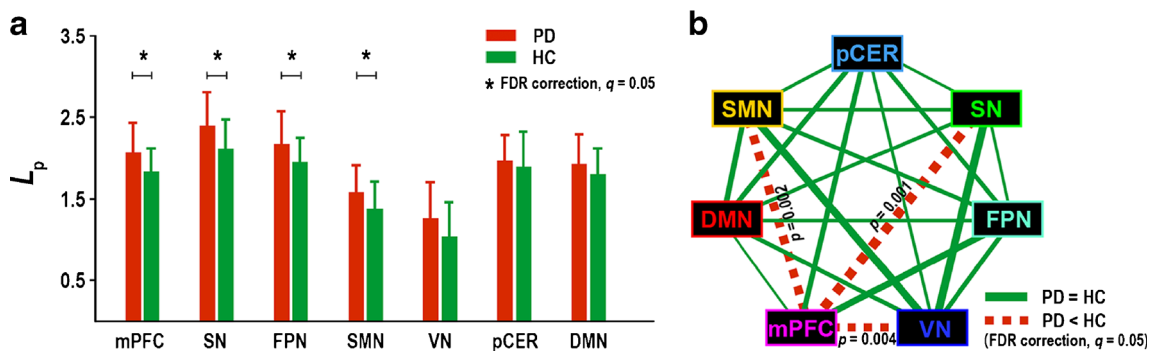 a
3.5
2.5
1.5
0.5
Lp
PD
HC
* FDR correction, q = 0.05
* * * *
mPFC SN FPN SMN VN pCER DMN
b
pCER
SMN
SN
DMN
FPN
mPFC
VN
p = 0.002
p = 0.001
p = 0.004
PD = HC
PD < HC
(FDR correction, q = 0.05)